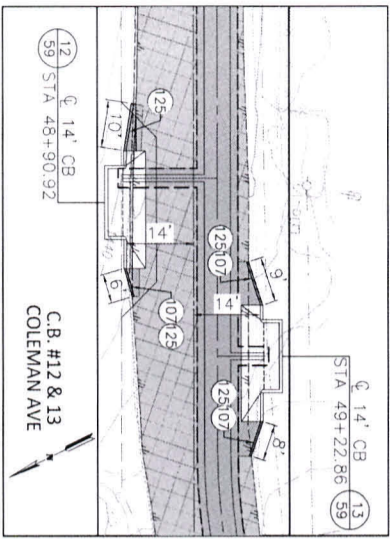 12
59
℄ 14' CB
STA 48+90.92
125
10'
14'
6'
107 125
125 107
9'
14'
125 107
8'
℄ 14' CB
STA 49+22.86
13
59
C.B. #12 & 13
COLEMAN AVE